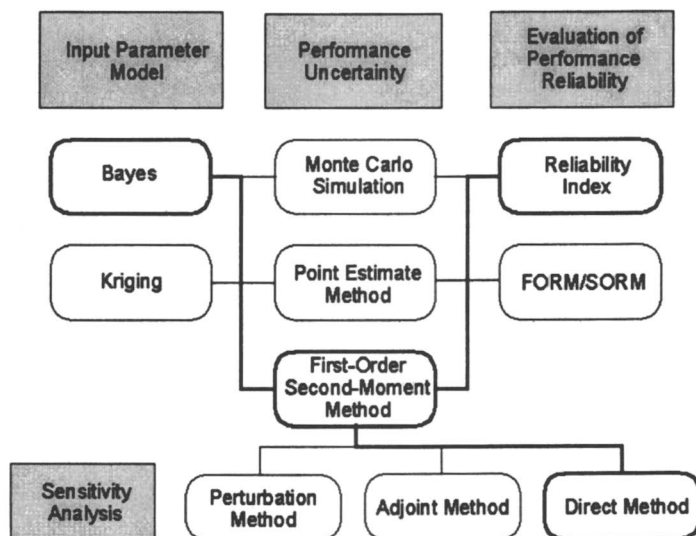 Input Parameter
Model
Performance
Uncertainty
Evaluation of
Performance
Reliability
Bayes
Monte Carlo
Simulation
Reliability
Index
Kriging
Point Estimate
Method
FORM/SORM
First-Order
Second-Moment
Method
Sensitivity
Analysis
Perturbation
Method
Adjoint Method
Direct Method